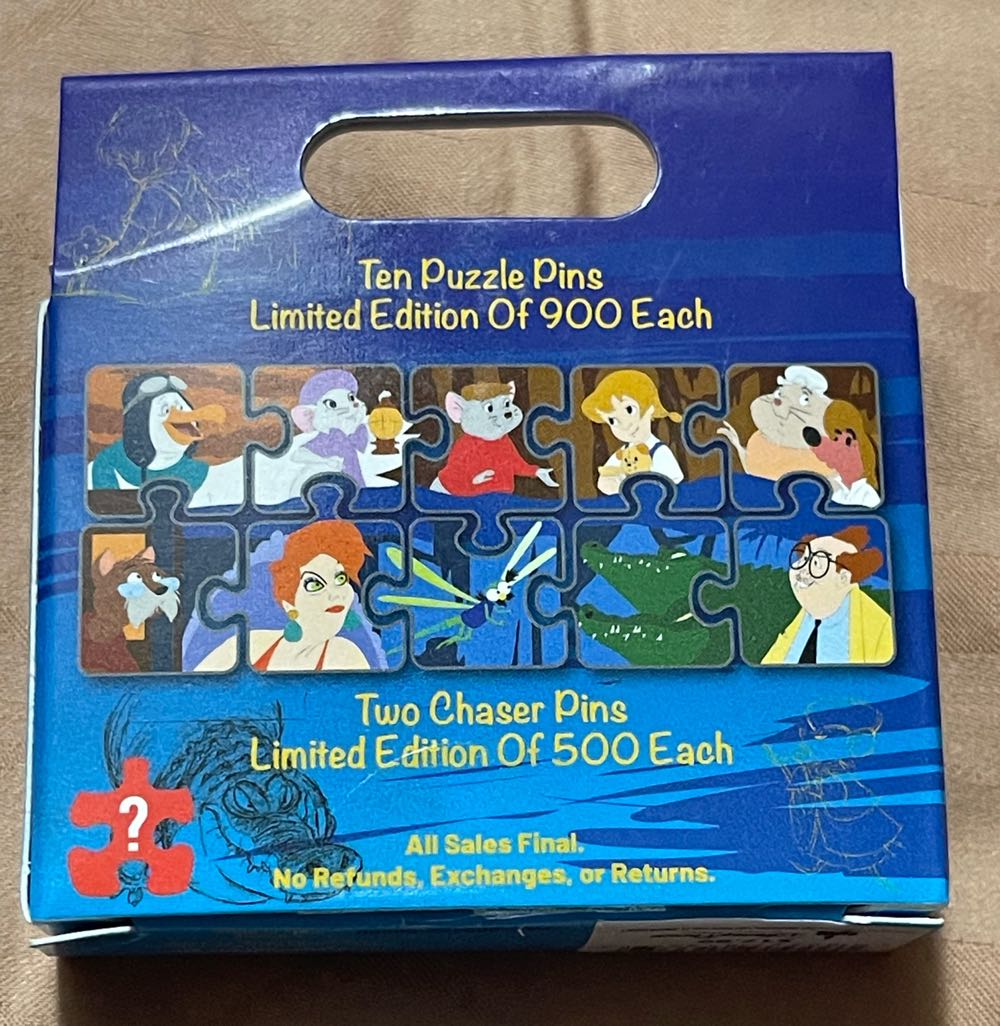 Ten Puzzle Pins
Limited Edition Of 900 Each
Two Chaser Pins
Limited Edition Of 500 Each
?
All Sales Final.
No Refunds, Exchanges, or Returns.